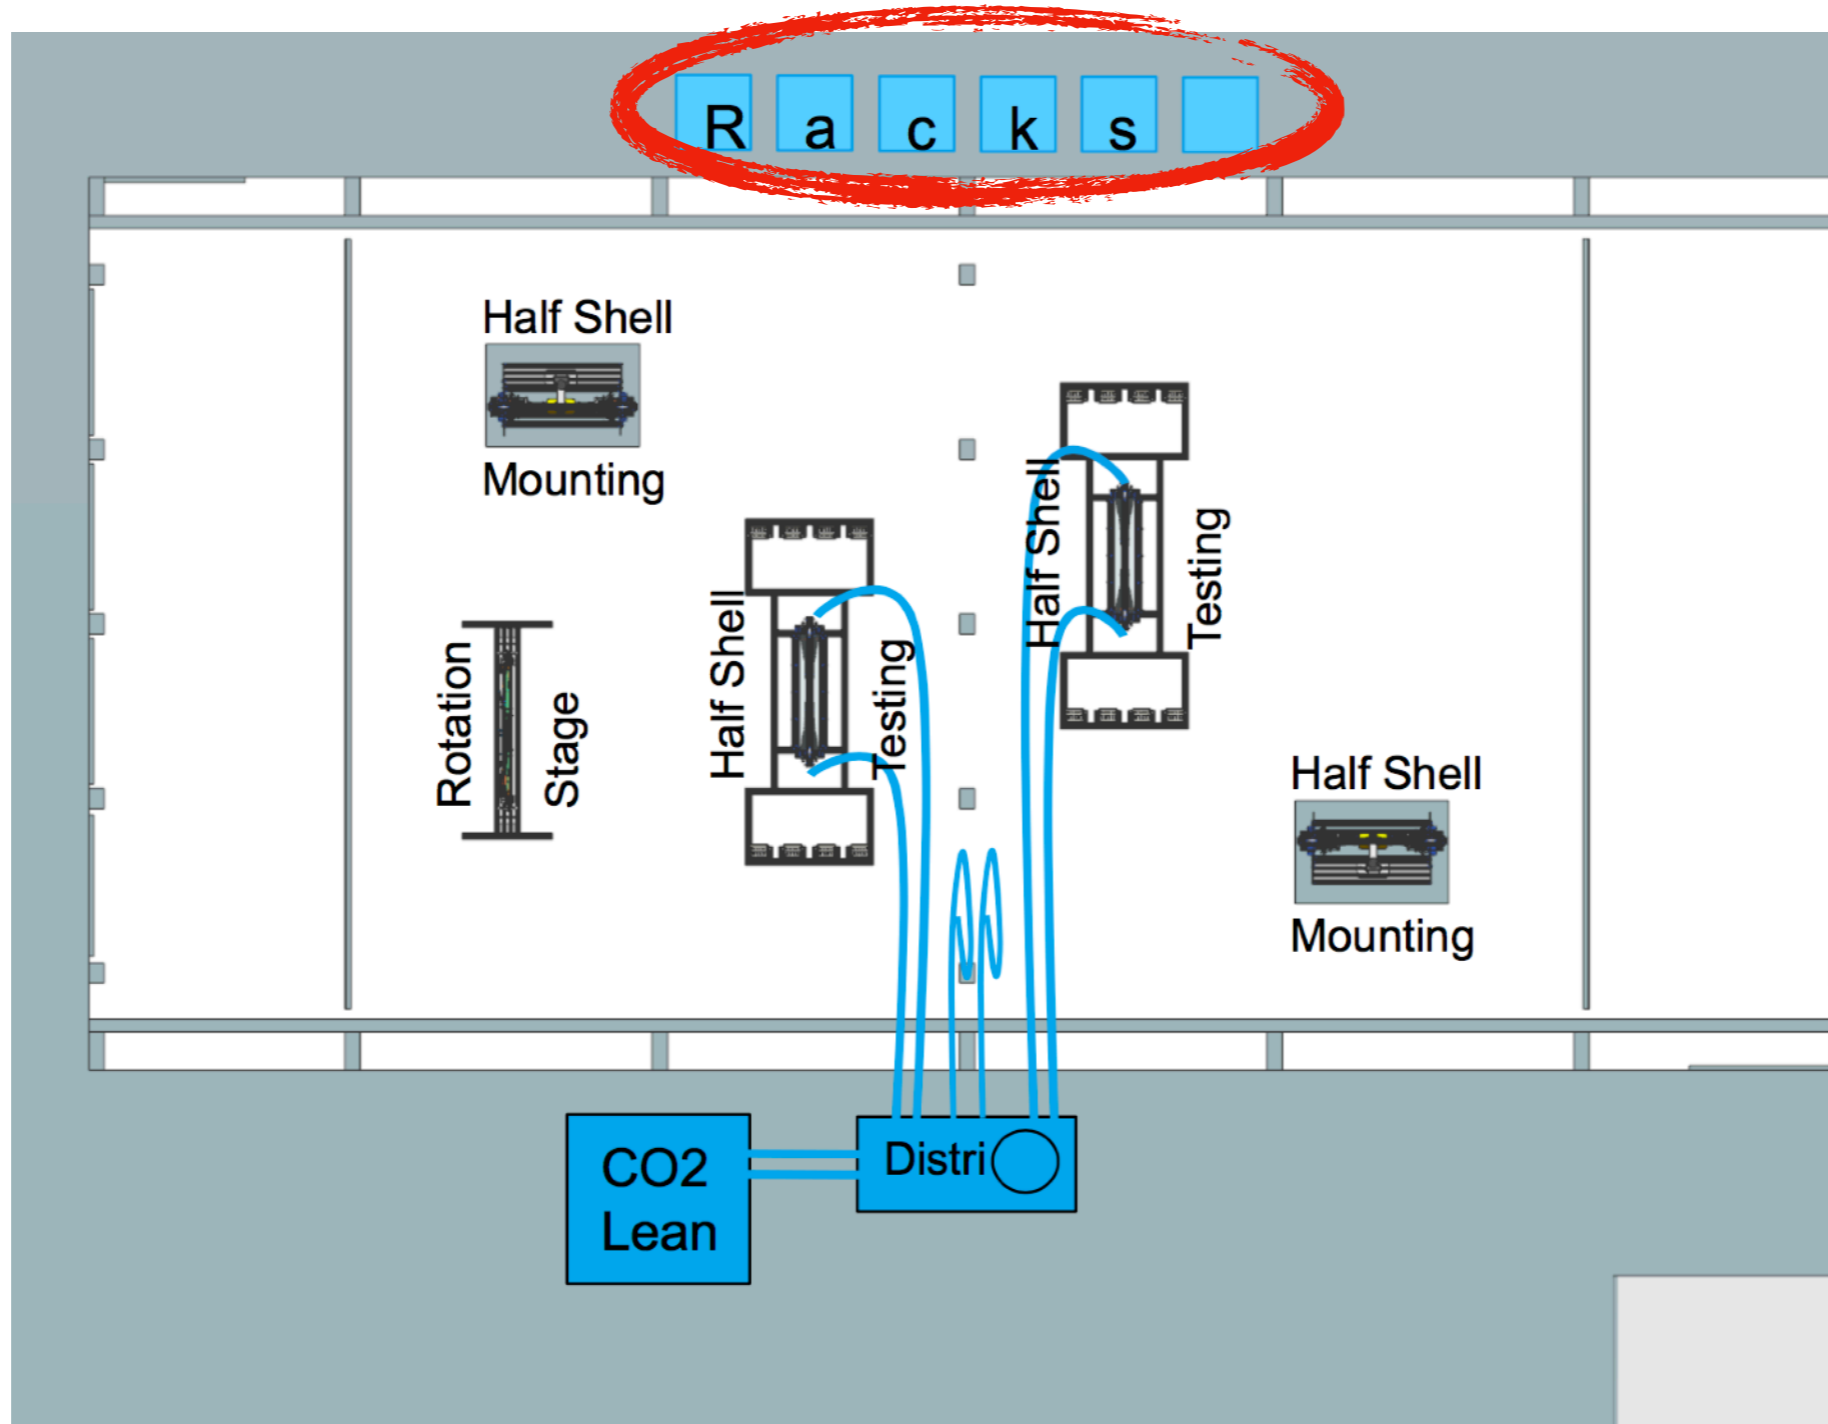 R a c k s
Half Shell
Mounting
Half Shell
Testing
Half Shell
Testing
Rotation
Stage
Half Shell
Mounting
CO2
Lean
Distri